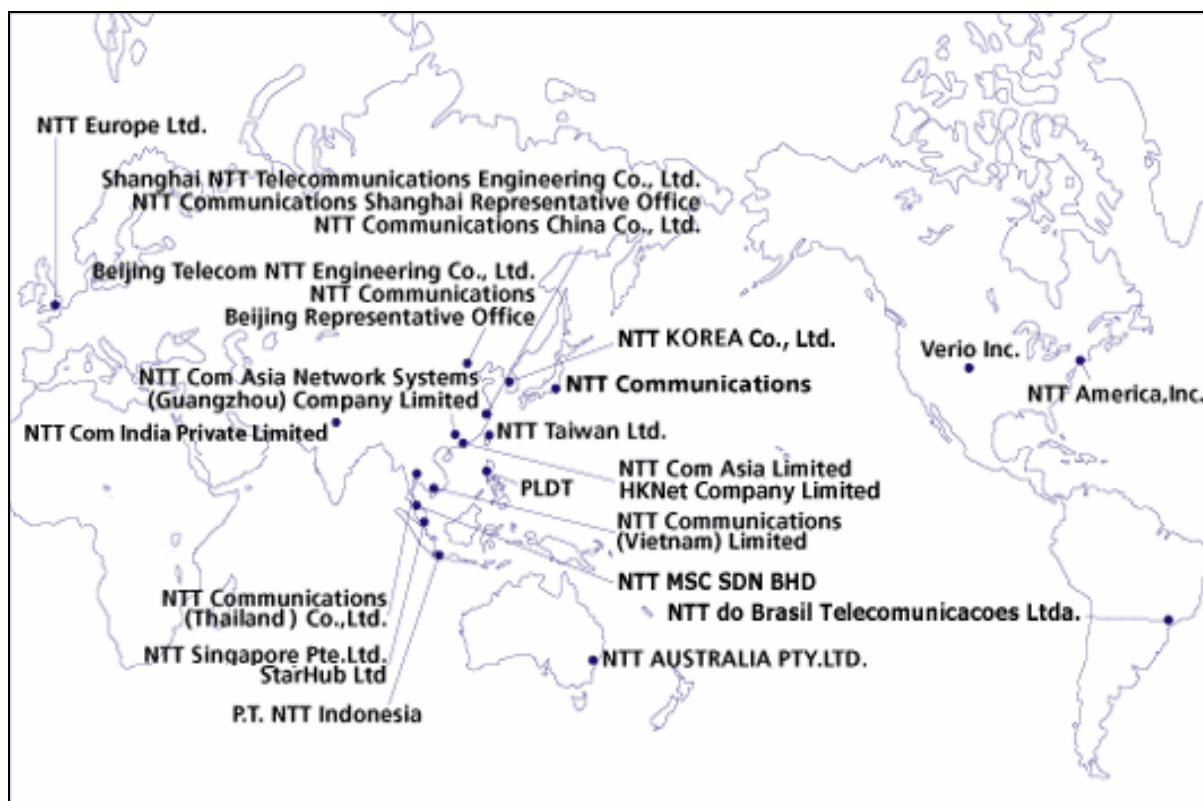 NTT Europe Ltd.
Shanghai NTT Telecommunications Engineering Co., Ltd.
NTT Communications Shanghai Representative Office
NTT Communications China Co., Ltd.
Beijing Telecom NTT Engineering Co., Ltd.
NTT Communications
Beijing Representative Office
NTT KOREA Co., Ltd.
Verio Inc.
NTT Com Asia Network Systems
(Guangzhou) Company Limited
NTT Communications
NTT America,Inc.
NTT Com India Private Limited
NTT Taiwan Ltd.
NTT Com Asia Limited
HKNet Company Limited
PLDT
NTT Communications
(Vietnam) Limited
NTT MSC SDN BHD
NTT Communications
(Thailand ) Co.,Ltd.
NTT do Brasil Telecomunicacoes Ltda.
NTT Singapore Pte.Ltd.
StarHub Ltd
NTT AUSTRALIA PTY.LTD.
P.T. NTT Indonesia